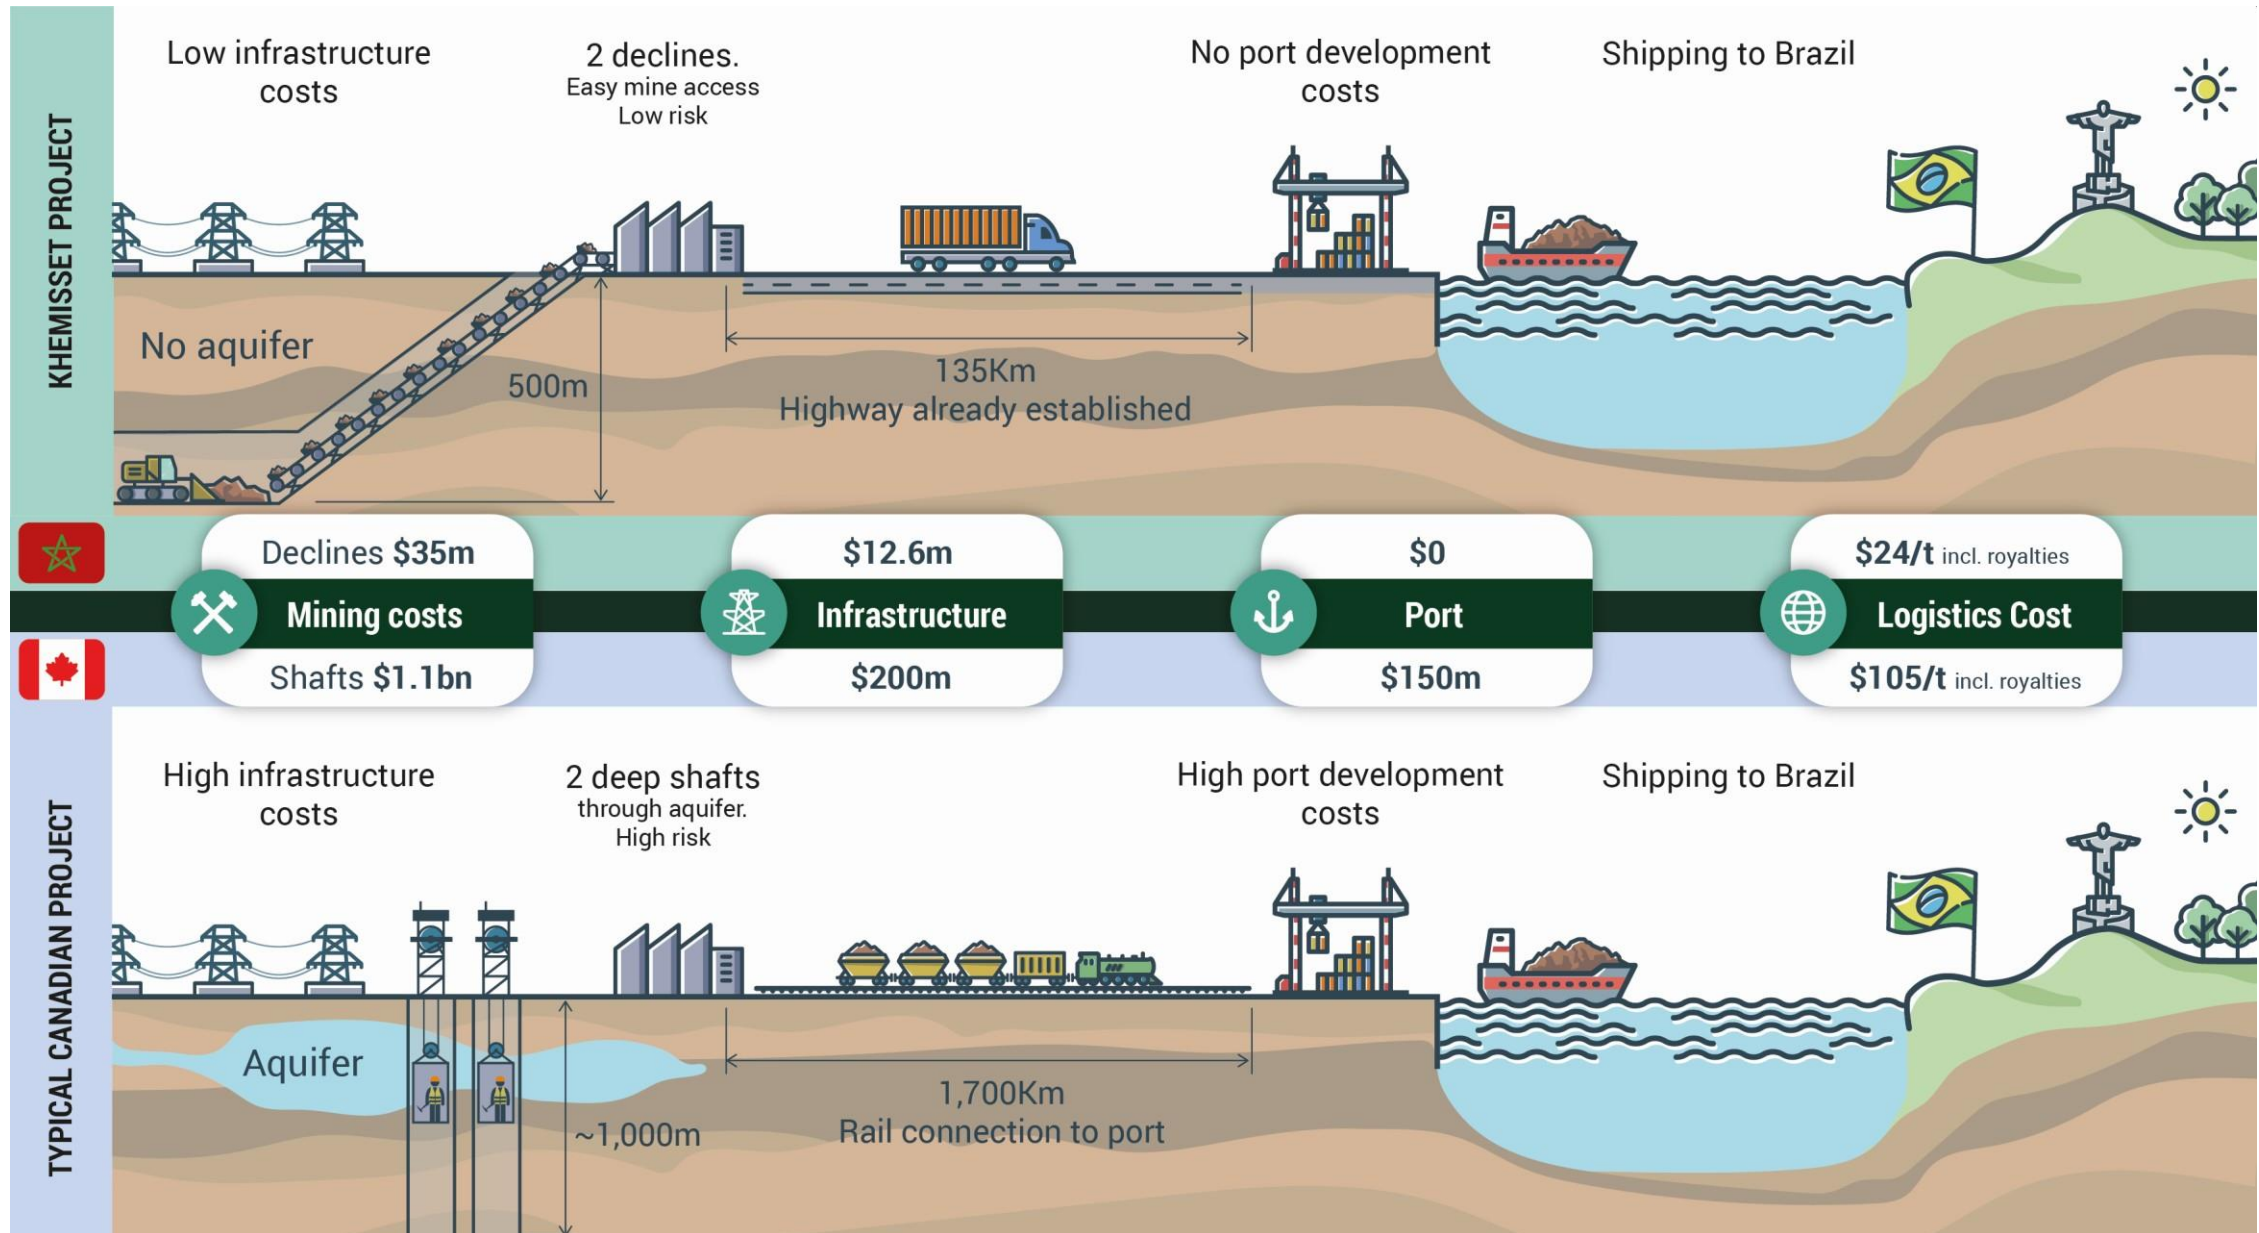 KHEMISSET PROJECT
Low infrastructure
costs
2 declines.
Easy mine access
Low risk
No port development
costs
Shipping to Brazil
No aquifer
500m
135Km
Highway already established
Declines $35m
Mining costs
Shafts $1.1bn
$12.6m
Infrastructure
$200m
$0
Port
$150m
$24/t incl. royalties
Logistics Cost
$105/t incl. royalties
TYPICAL CANADIAN PROJECT
High infrastructure
costs
2 deep shafts
through aquifer.
High risk
High port development
costs
Shipping to Brazil
Aquifer
~1,000m
1,700Km
Rail connection to port